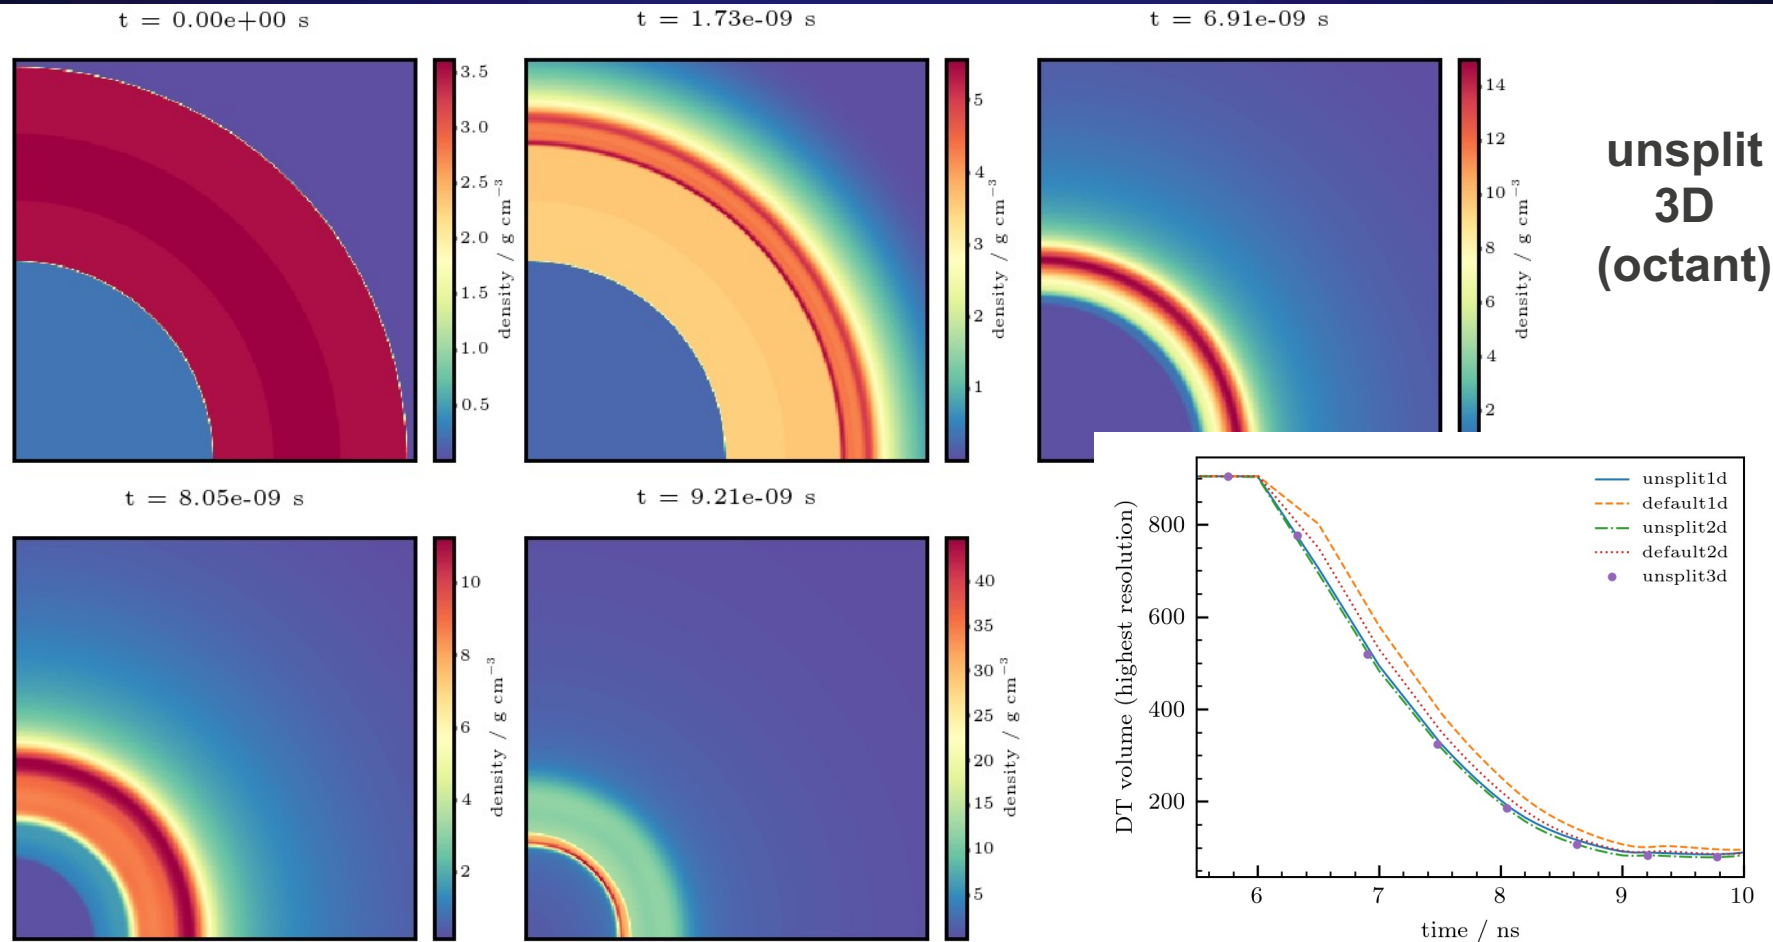 t = 0.00e+00 s
3.5
3.0
2.5
2.0
1.5
1.0
0.5
density / g cm⁻³
t = 1.73e-09 s
5
4
3
2
1
density / g cm⁻³
t = 6.91e-09 s
14
12
10
8
6
4
2
density / g cm⁻³
unsplit
3D
(octant)
t = 8.05e-09 s
10
8
6
4
2
density / g cm⁻³
t = 9.21e-09 s
40
35
30
25
20
15
10
5
density / g cm⁻³
DT volume (highest resolution)
800
600
400
200
unsplit1d
default1d
unsplit2d
default2d
unsplit3d
6
7
8
9
10
time / ns